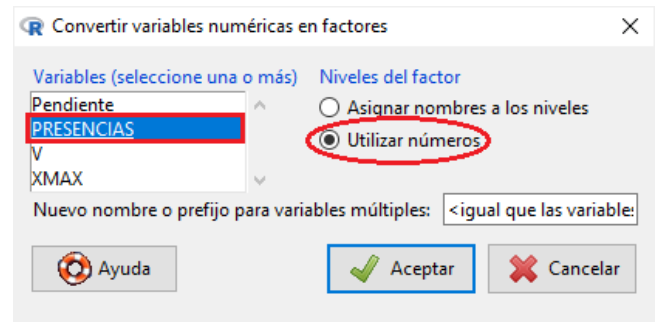 Convertir variables numéricas en factores
Variables (seleccione una o más) Niveles del factor
Pendiente
PRESENCIAS
V
XMAX
Asignar nombres a los niveles
Utilizar números
Nuevo nombre o prefijo para variables múltiples: <igual que las variable:
Ayuda Aceptar Cancelar